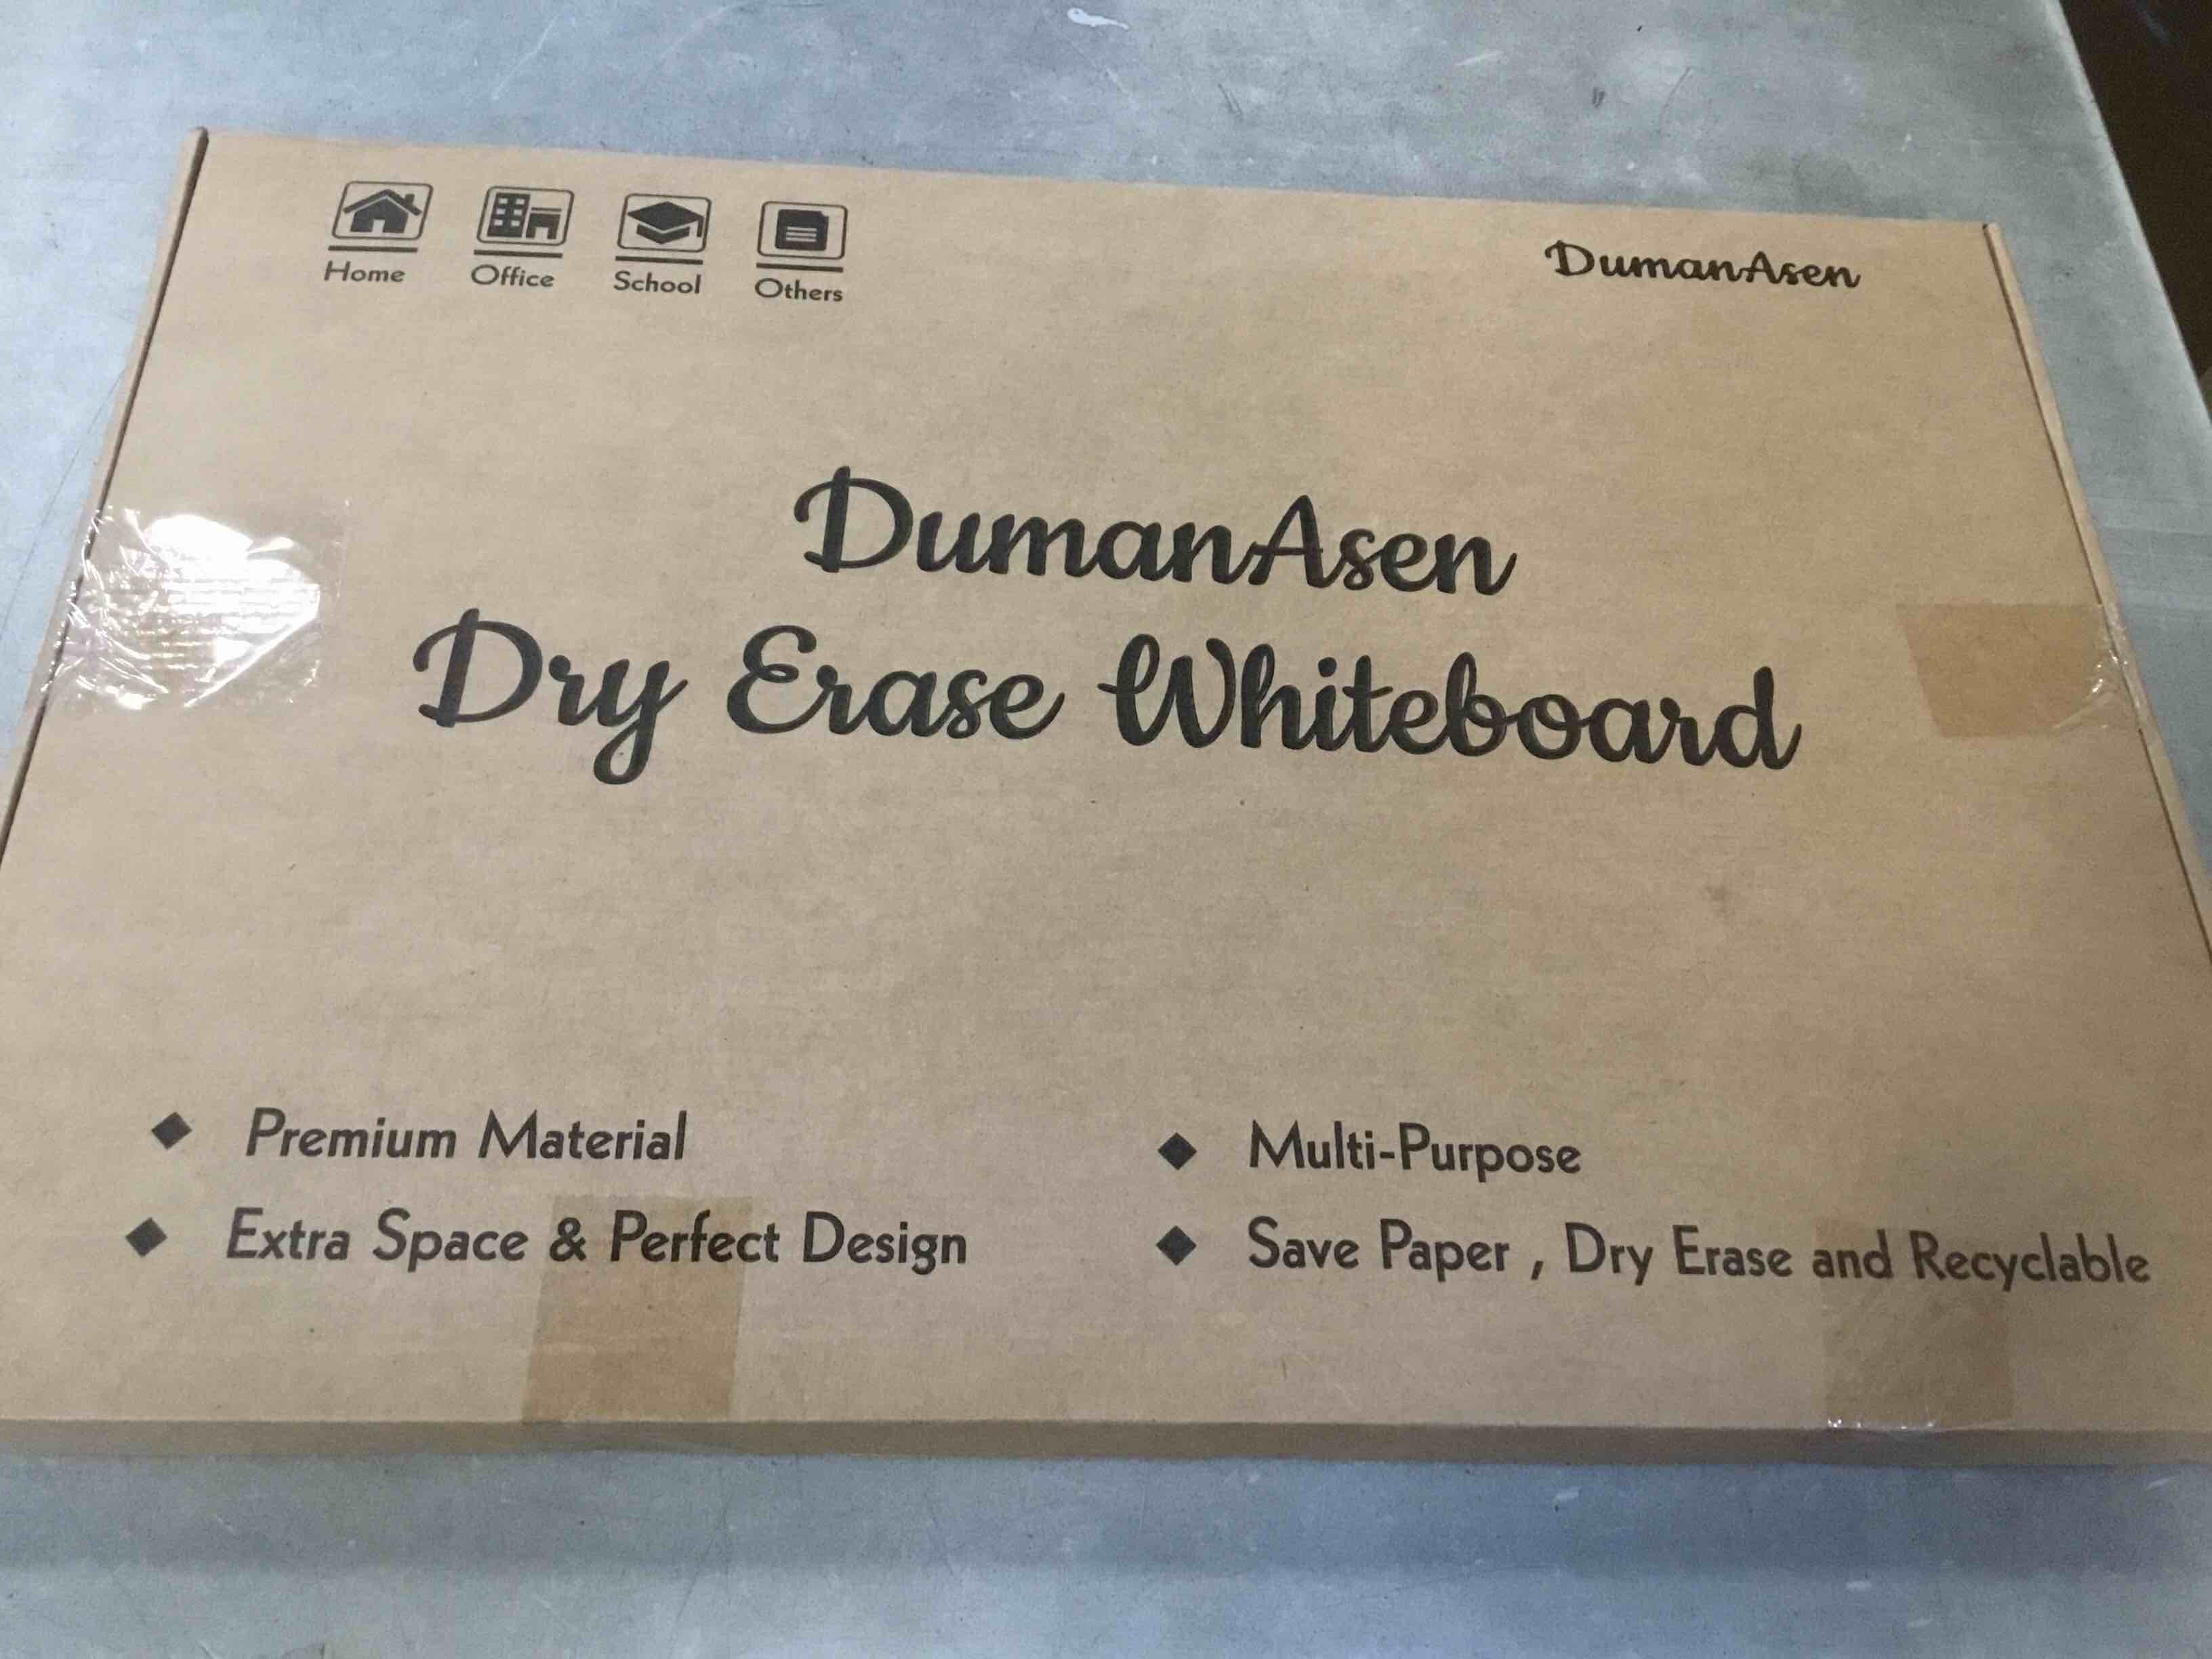 Home Office School Others
DumanAsen
DumanAsen
Dry Erase Whiteboard
◆ Premium Material
◆ Extra Space & Perfect Design
◆ Multi-Purpose
◆ Save Paper , Dry Erase and Recyclable